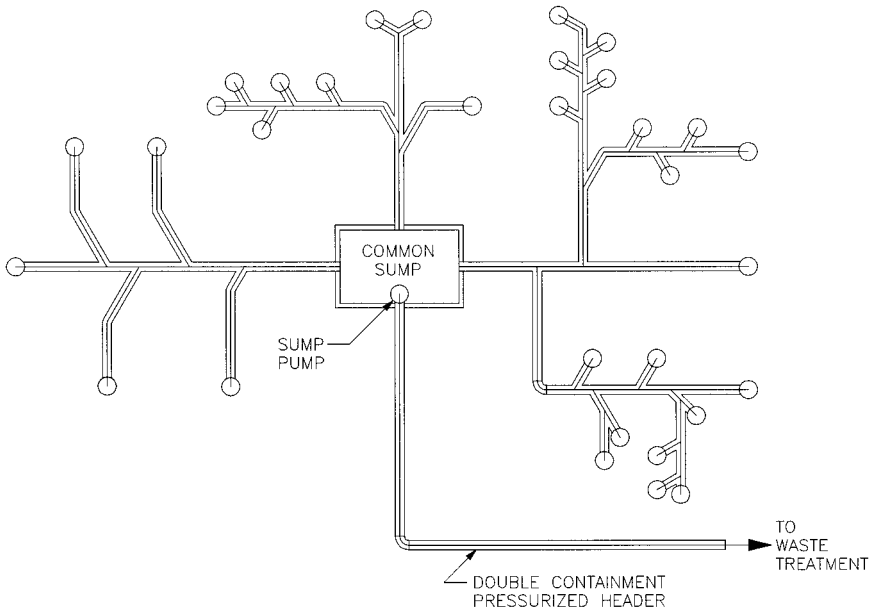 COMMON
SUMP
SUMP
PUMP
TO
WASTE
TREATMENT
DOUBLE CONTAINMENT
PRESSURIZED HEADER